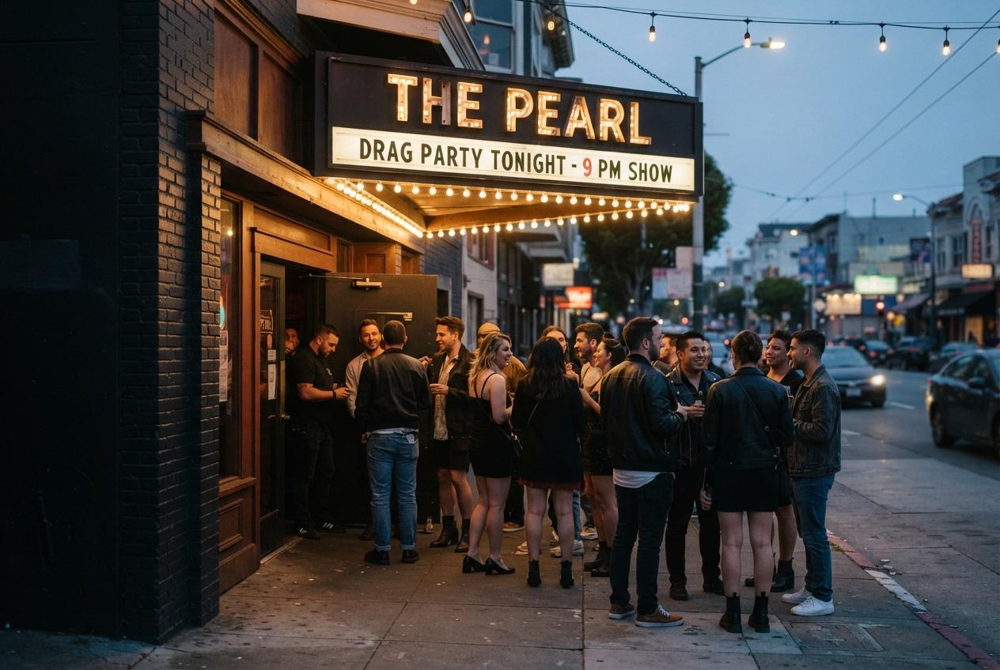 THE PEARL
DRAG PARTY TONIGHT - 9 PM SHOW